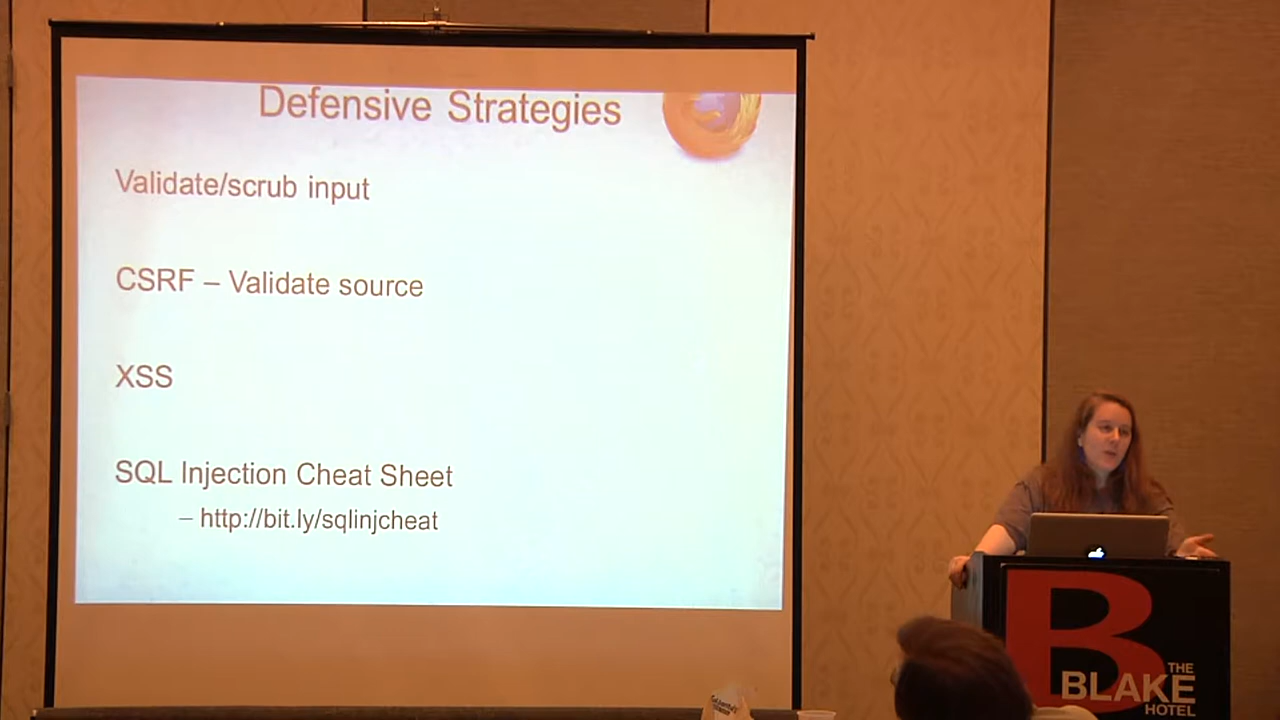 Defensive Strategies
Validate/scrub input
CSRF – Validate source
XSS
SQL Injection Cheat Sheet
– http://bit.ly/sqlinjcheat
B
THE
BLAKE
HOTEL